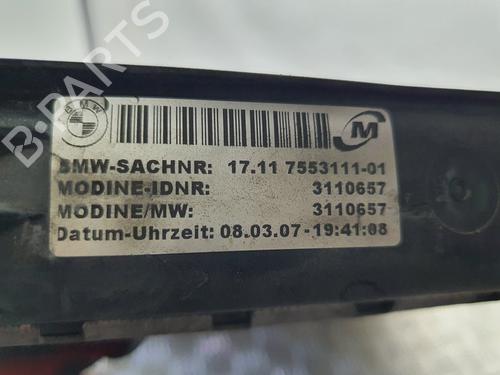 B-PARTS
BMW
M
BMW-SACHNR: 17.11 7553111-01
MODINE-IDNR: 3110657
MODINE/MW: 3110657
Datum-Uhrzeit: 08.03.07-19:41:08